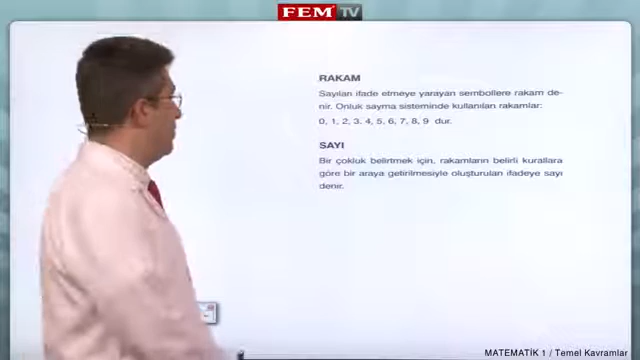 FEM TV
RAKAM
Sayıları ifade etmeye yarayan sembollere rakam de-
nir. Onluk sayma sisteminde kullanılan rakamlar:
0, 1, 2, 3. 4, 5, 6, 7, 8, 9 dur.
SAYI
Bir çokluk belirtmek için, rakamların belirli kurallara
göre bir araya getirilmesiyle oluşturulan ifadeye sayı
denir.
MATEMATİK 1 / Temel Kavramlar